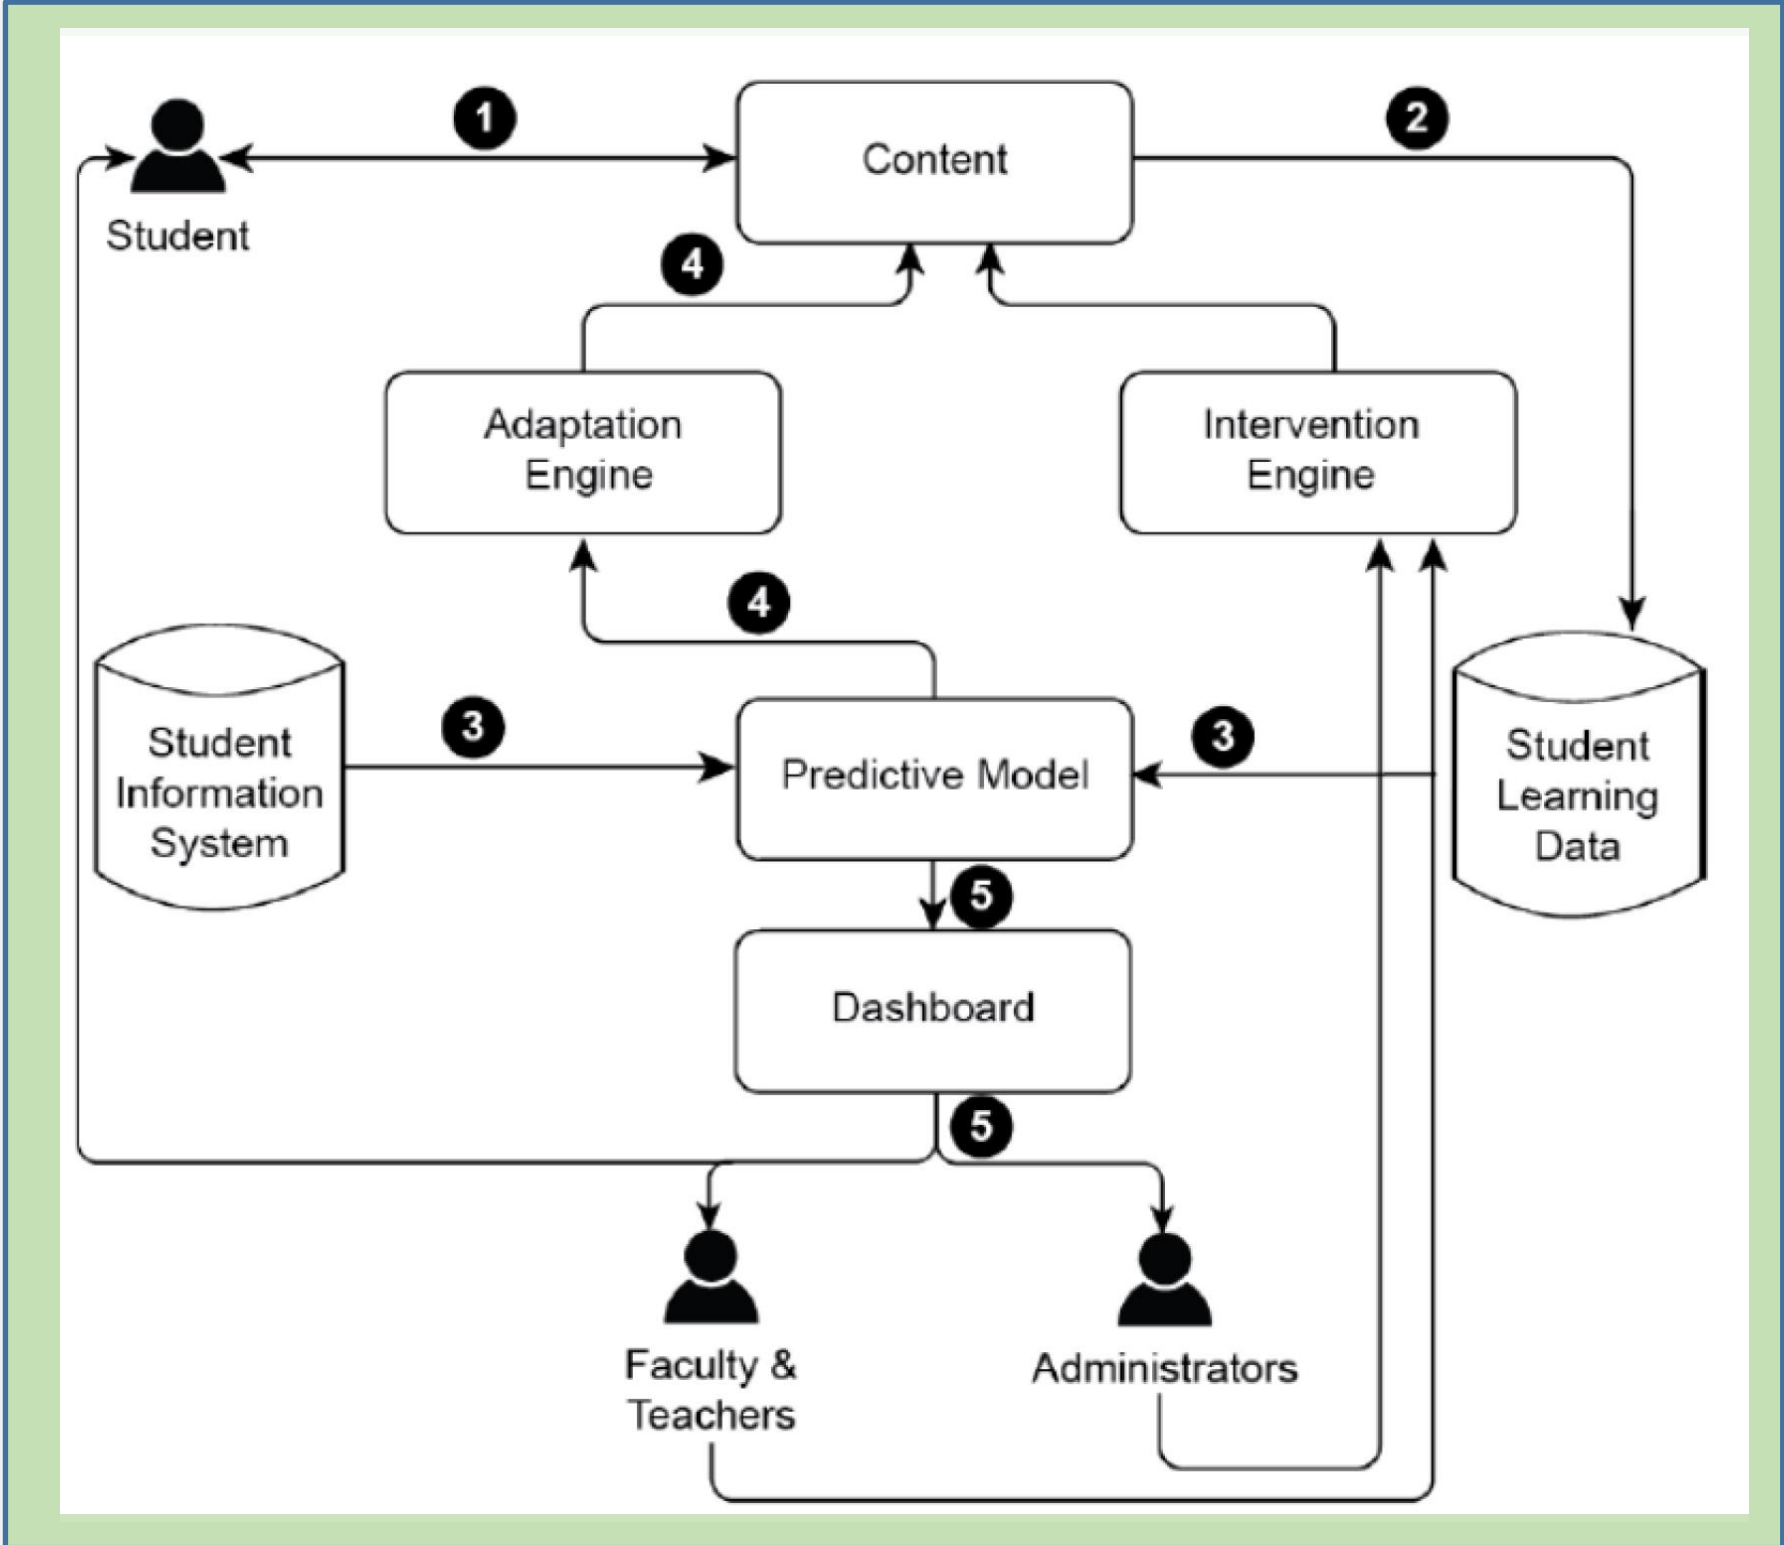 1
Content
2
Student
4
Adaptation
Engine
Intervention
Engine
4
Student
Information
System
3
Predictive Model
3
Student
Learning
Data
5
Dashboard
5
Faculty &
Teachers
Administrators